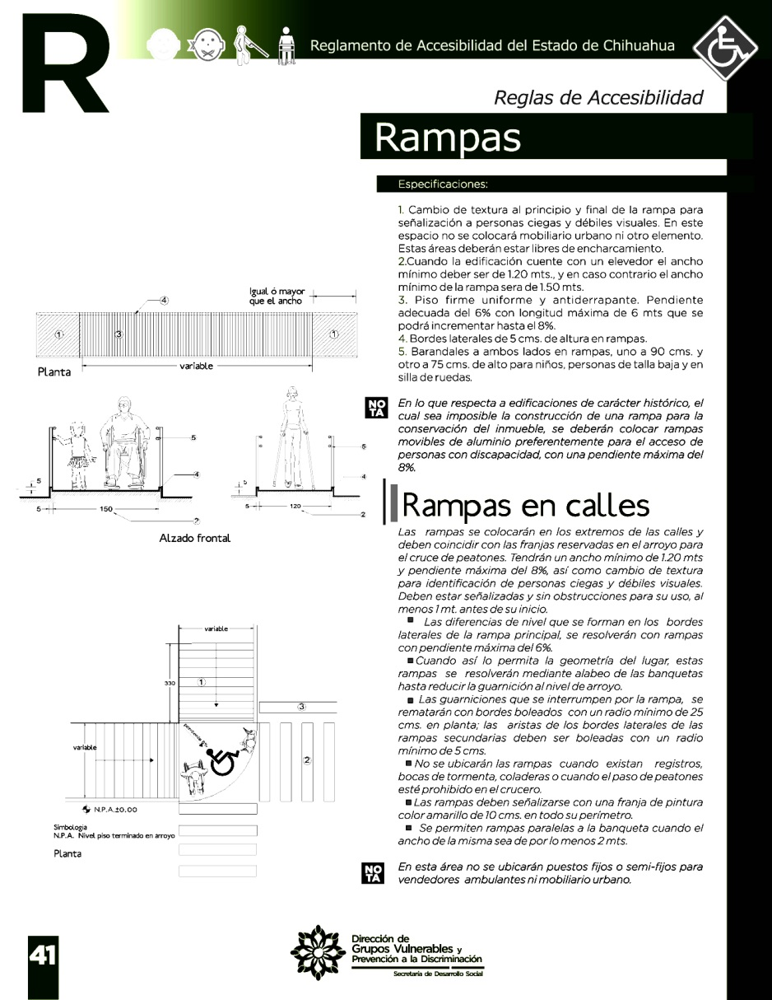 R
Reglamento de Accesibilidad del Estado de Chihuahua
Reglas de Accesibilidad
Rampas
Especificaciones:
1. Cambio de textura al principio y final de la rampa para
señalización a personas ciegas y débiles visuales. En este
espacio no se colocará mobiliario urbano ni otro elemento.
Estas áreas deberán estar libres de encharcamiento.
2.Cuando la edificación cuente con un elevedor el ancho
mínimo deber ser de 1.20 mts., y en caso contrario el ancho
mínimo de la rampa sera de 1.50 mts.
3. Piso firme uniforme y antiderrapante. Pendiente
adecuada del 6% con longitud máxima de 6 mts que se
podrá incrementar hasta el 8%.
4. Bordes laterales de 5 cms. de altura en rampas.
5. Barandales a ambos lados en rampas, uno a 90 cms. y
otro a 75 cms. de alto para niños, personas de talla baja y en
silla de ruedas.
NO
TA
En lo que respecta a edificaciones de carácter histórico, el
cual sea imposible la construcción de una rampa para la
conservación del inmueble, se deberán colocar rampas
movibles de aluminio preferentemente para el acceso de
personas con discapacidad, con una pendiente máxima del
8%.
Igual ó mayor
que el ancho
4
1
3
1
variable
Planta
5
4
5
5
150
2
5
4
5
5
120
2
Alzado frontal
Rampas en calles
Las rampas se colocarán en los extremos de las calles y
deben coincidir con las franjas reservadas en el arroyo para
el cruce de peatones. Tendrán un ancho mínimo de 1.20 mts
y pendiente máxima del 8%, así como cambio de textura
para identificación de personas ciegas y débiles visuales.
Deben estar señalizadas y sin obstrucciones para su uso, al
menos 1 mt. antes de su inicio.
Las diferencias de nivel que se forman en los bordes
laterales de la rampa principal, se resolverán con rampas
con pendiente máxima del 6%.
Cuando así lo permita la geometría del lugar, estas
rampas se resolverán mediante alabeo de las banquetas
hasta reducir la guarnición al nivel de arroyo.
Las guarniciones que se interrumpen por la rampa, se
rematarán con bordes boleados con un radio mínimo de 25
cms. en planta; las aristas de los bordes laterales de las
rampas secundarias deben ser boleadas con un radio
mínimo de 5 cms.
No se ubicarán las rampas cuando existan registros,
bocas de tormenta, coladeras o cuando el paso de peatones
esté prohibido en el crucero.
Las rampas deben señalizarse con una franja de pintura
color amarillo de 10 cms. en todo su perímetro.
Se permiten rampas paralelas a la banqueta cuando el
ancho de la misma sea de por lo menos 2 mts.
NO
TA
En esta área no se ubicarán puestos fijos o semi-fijos para
vendedores ambulantes ni mobiliario urbano.
variable
330
1
3
pendiente
variable
2
N.P.A.±0.00
Simbologia
N.P.A. Nivel piso terminado en arroyo
Planta
41
Dirección de
Grupos Vulnerables y
Prevención a la Discriminación
Secretaría de Desarrollo Social